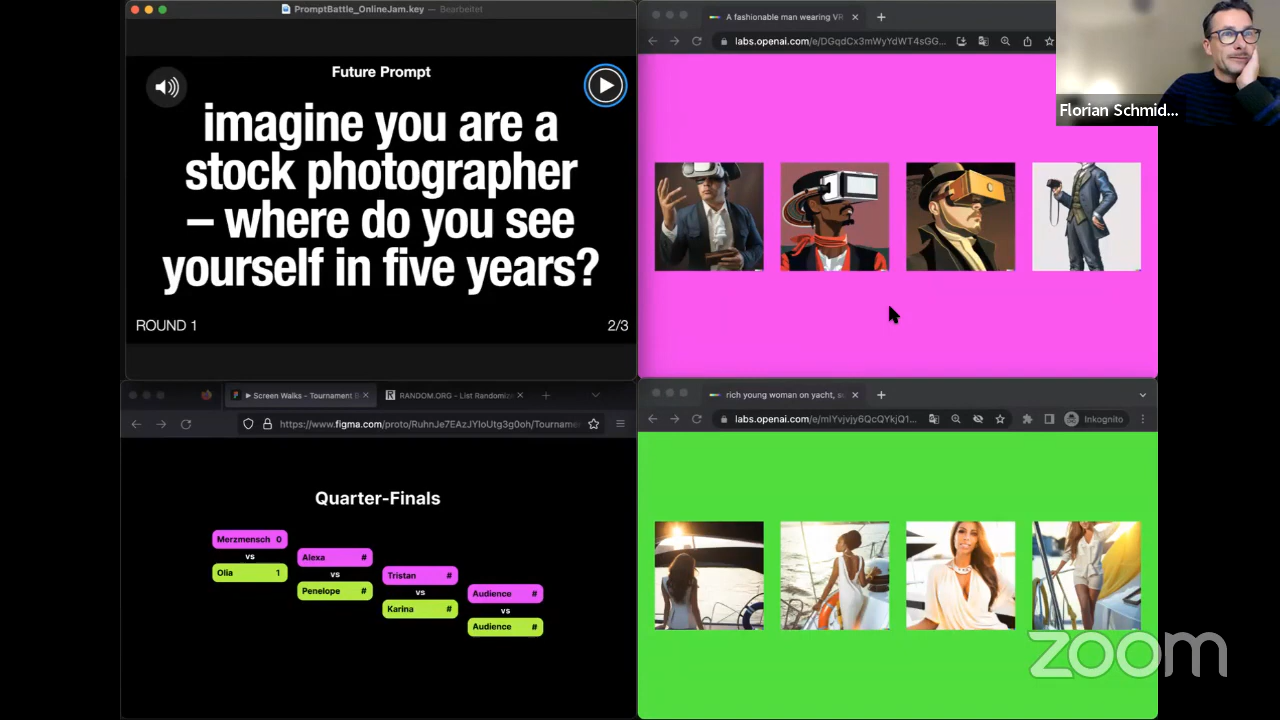 PromptBattle_OnlineJam.key — Bearbeitet
Future Prompt
imagine you are a
stock photographer
– where do you see
yourself in five years?
ROUND 1
2/3
A fashionable man wearing VR
labs.openai.com/e/DGqdCx3mWyYdWT4sGG...
Florian Schmid...
Screen Walks - Tournament B
RANDOM.ORG - List Randomiz
https://www.figma.com/proto/RuhnJe7EAzJYIoUtg3g0oh/Tourname
Quarter-Finals
Merzmensch 0
vs
Olia 1
Alexa #
vs
Penelope #
Tristan #
vs
Karina #
Audience #
vs
Audience #
rich young woman on yacht, su
labs.openai.com/e/mIYvjvjy6QcQYkjQ1...
Inkognito
zoom